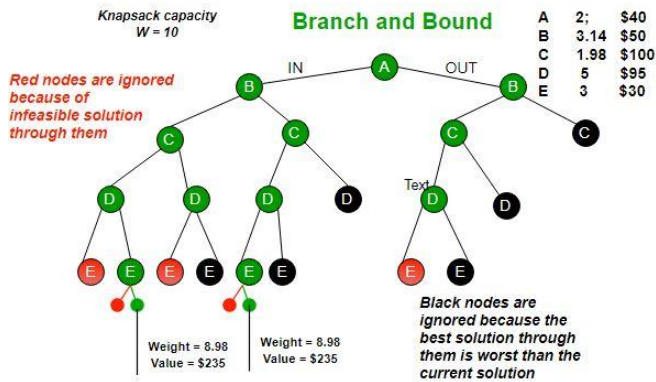 Knapsack capacity
W = 10
Branch and Bound
A 2; $40
B 3.14 $50
C 1.98 $100
D 5 $95
E 3 $30
Red nodes are ignored
because of
infeasible solution
through them
IN
OUT
A
B
B
C
C
C
C
Text
D
D
D
D
D
D
E
E
E
E
E
E
E
E
Weight = 8.98
Value = $235
Weight = 8.98
Value = $235
Black nodes are
ignored because the
best solution through
them is worst than the
current solution